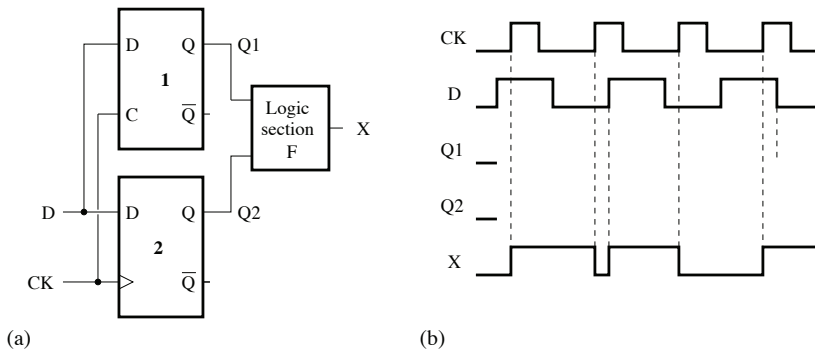 D Q Q1
1
C Q̅
Logic section F
X
D D Q Q2
2
CK Q̅
(a)
CK
D
Q1
Q2
X
(b)